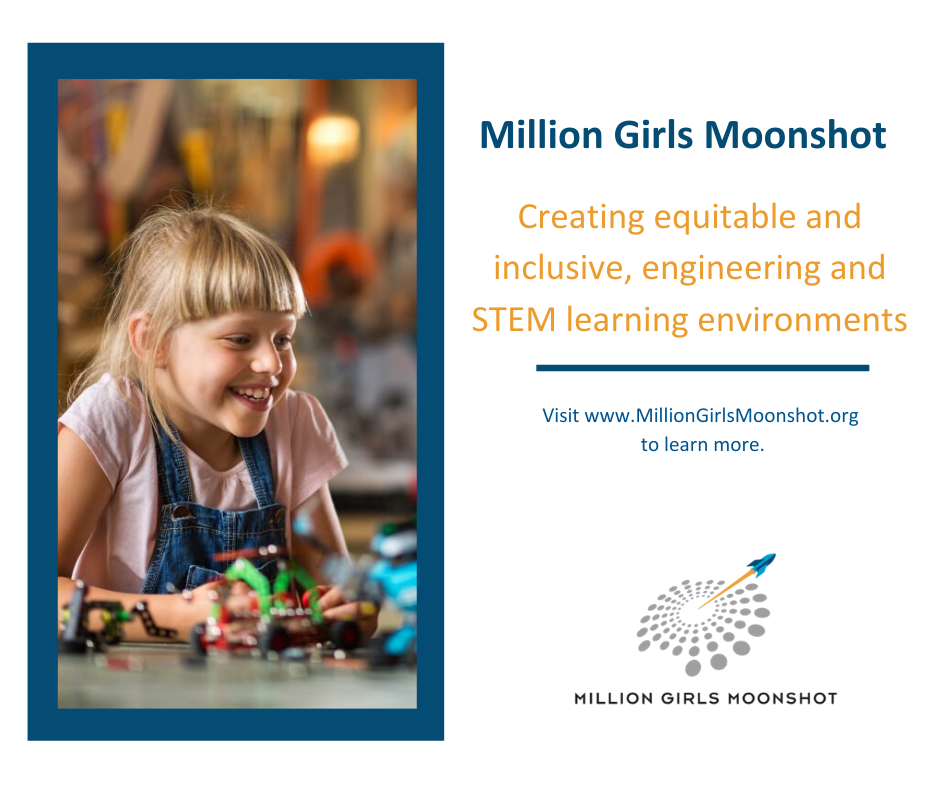 Million Girls Moonshot
Creating equitable and
inclusive, engineering and
STEM learning environments
Visit www.MillionGirlsMoonshot.org
to learn more.
MILLION GIRLS MOONSHOT